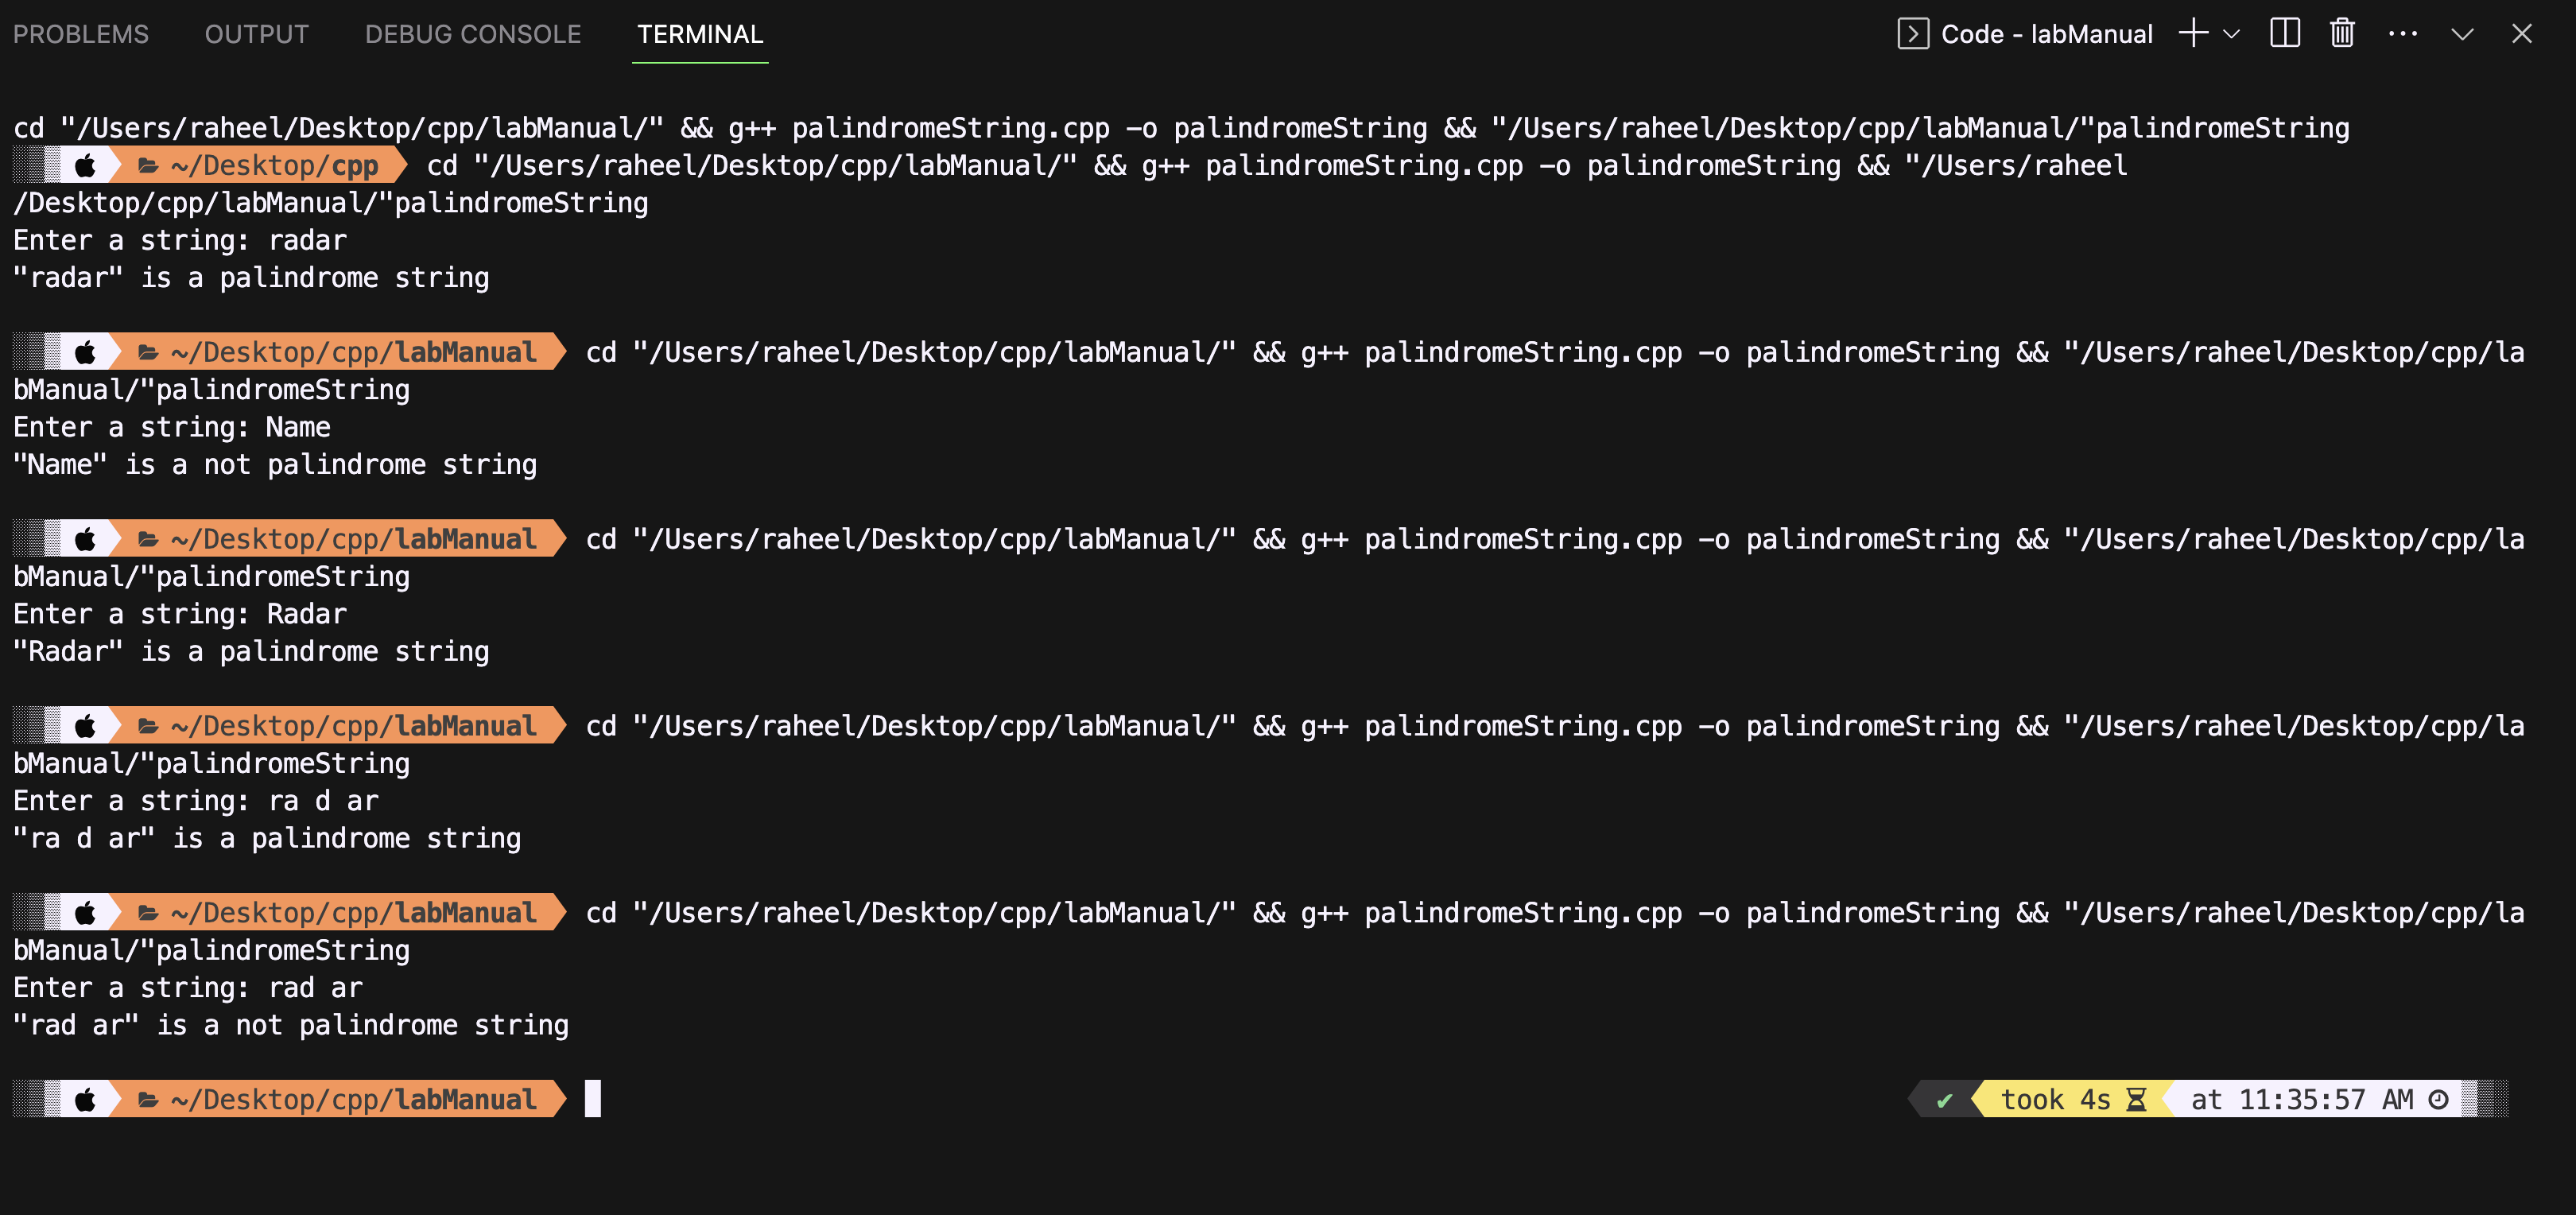 PROBLEMS OUTPUT DEBUG CONSOLE TERMINAL Code - labManual
cd "/Users/raheel/Desktop/cpp/labManual/" && g++ palindromeString.cpp -o palindromeString && "/Users/raheel/Desktop/cpp/labManual/"palindromeString
~/Desktop/cpp cd "/Users/raheel/Desktop/cpp/labManual/" && g++ palindromeString.cpp -o palindromeString && "/Users/raheel
/Desktop/cpp/labManual/"palindromeString
Enter a string: radar
"radar" is a palindrome string
~/Desktop/cpp/labManual cd "/Users/raheel/Desktop/cpp/labManual/" && g++ palindromeString.cpp -o palindromeString && "/Users/raheel/Desktop/cpp/la
bManual/"palindromeString
Enter a string: Name
"Name" is a not palindrome string
~/Desktop/cpp/labManual cd "/Users/raheel/Desktop/cpp/labManual/" && g++ palindromeString.cpp -o palindromeString && "/Users/raheel/Desktop/cpp/la
bManual/"palindromeString
Enter a string: Radar
"Radar" is a palindrome string
~/Desktop/cpp/labManual cd "/Users/raheel/Desktop/cpp/labManual/" && g++ palindromeString.cpp -o palindromeString && "/Users/raheel/Desktop/cpp/la
bManual/"palindromeString
Enter a string: ra d ar
"ra d ar" is a palindrome string
~/Desktop/cpp/labManual cd "/Users/raheel/Desktop/cpp/labManual/" && g++ palindromeString.cpp -o palindromeString && "/Users/raheel/Desktop/cpp/la
bManual/"palindromeString
Enter a string: rad ar
"rad ar" is a not palindrome string
~/Desktop/cpp/labManual ✔ took 4s at 11:35:57 AM